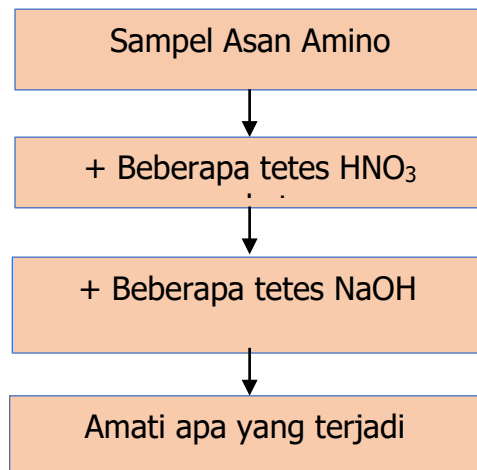 Sampel Asan Amino
+ Beberapa tetes HNO₃
+ Beberapa tetes NaOH
Amati apa yang terjadi